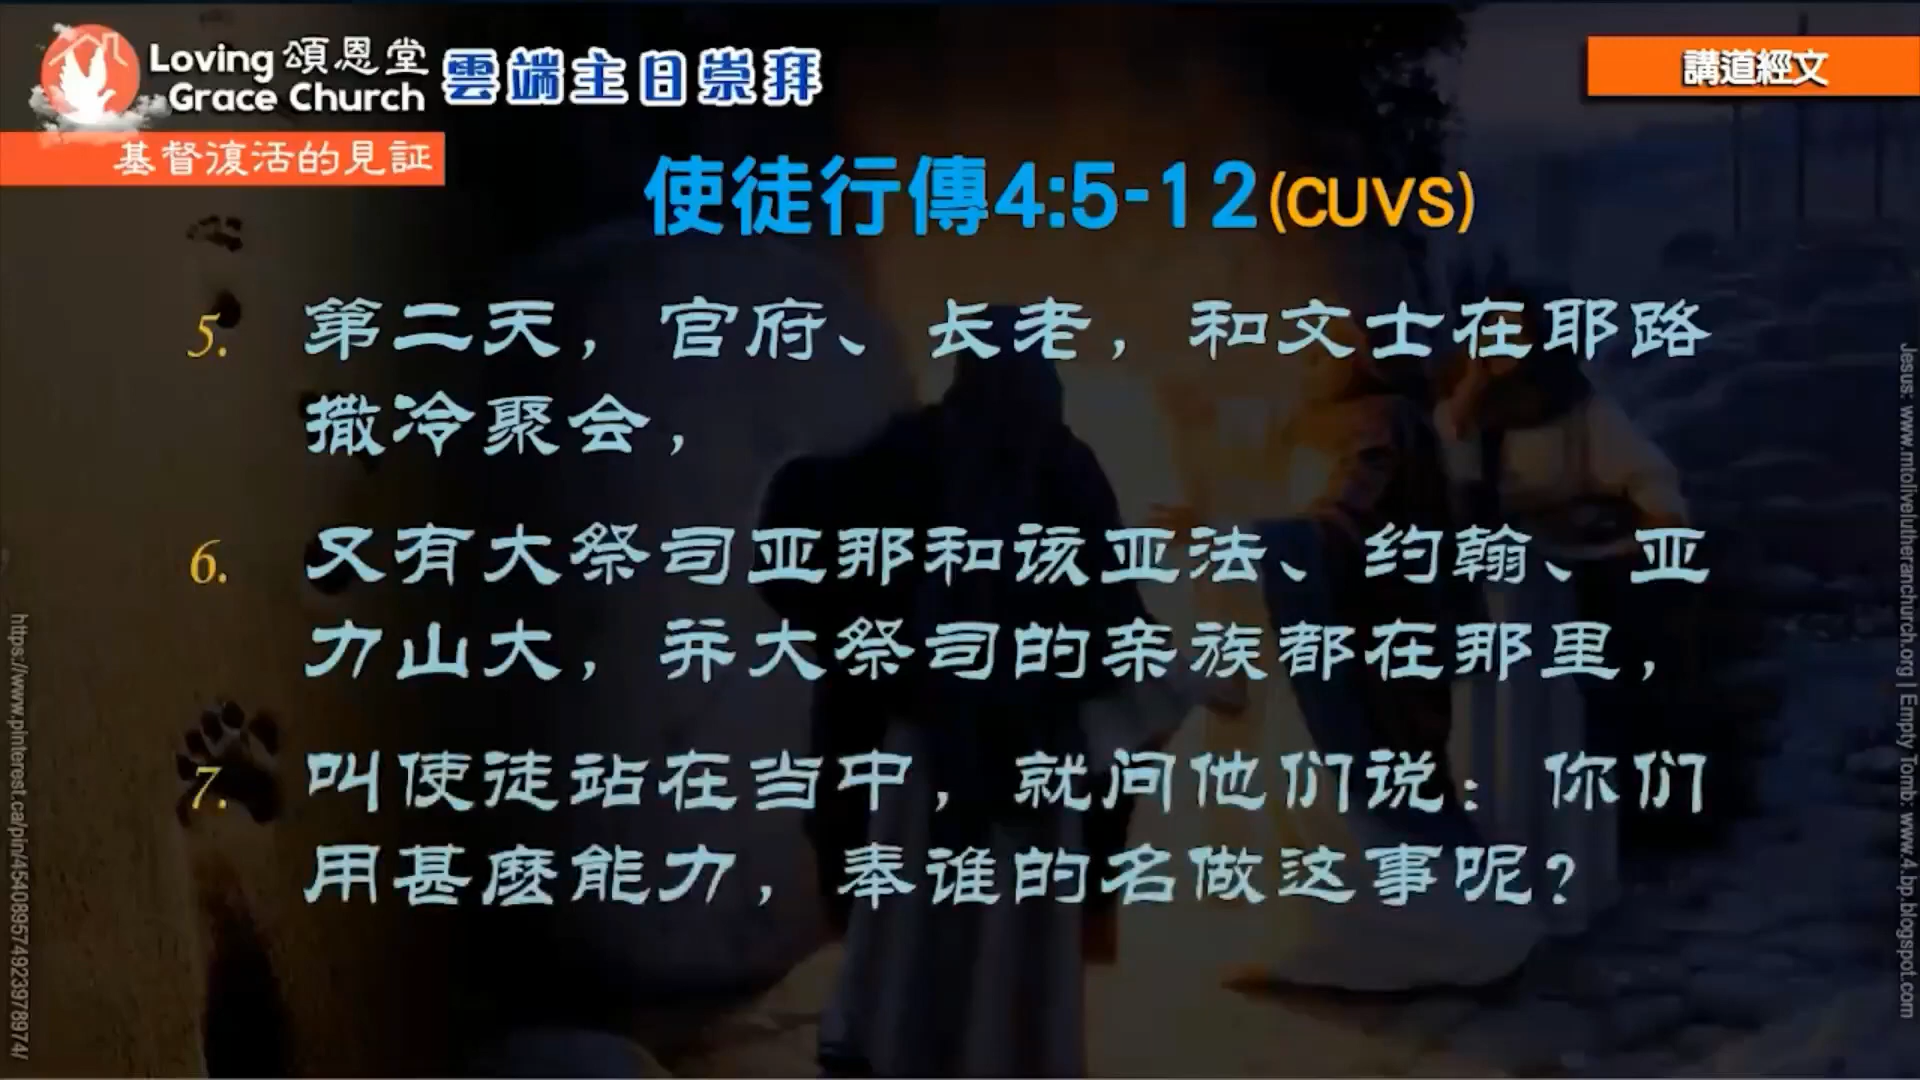 Loving 頌恩堂
Grace Church
雲端主日崇拜
講道經文
基督復活的見証
使徒行傳4:5-12(CUVS)
5. 第二天，官府、长老，和文士在耶路
撒冷聚会，
6. 又有大祭司亚那和该亚法、约翰、亚
力山大，并大祭司的亲族都在那里，
7. 叫使徒站在当中，就问他们说：你们
用甚麽能力，奉谁的名做这事呢？
https://www.pinterest.ca/pin/454089574923978974/
Jesus: www.mtolivelutheranchurch.org | Empty Tomb: www.4.bp.blogspot.com